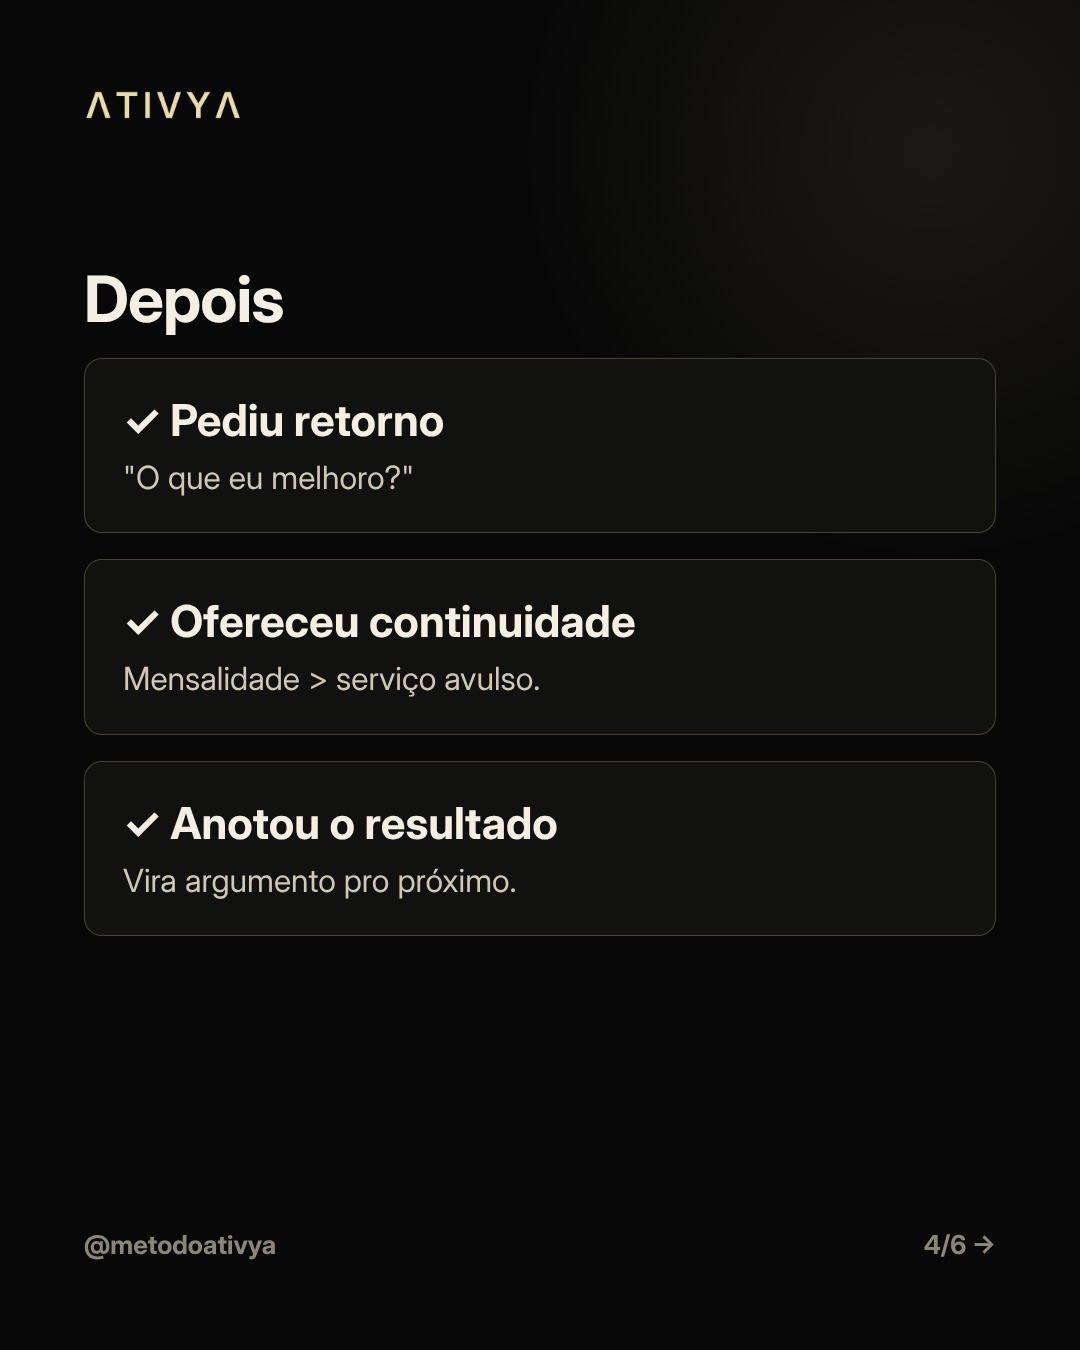 ATIVYA
Depois
✓ Pediu retorno
"O que eu melhoro?"
✓ Ofereceu continuidade
Mensalidade > serviço avulso.
✓ Anotou o resultado
Vira argumento pro próximo.
@metodoativya
4/6 →